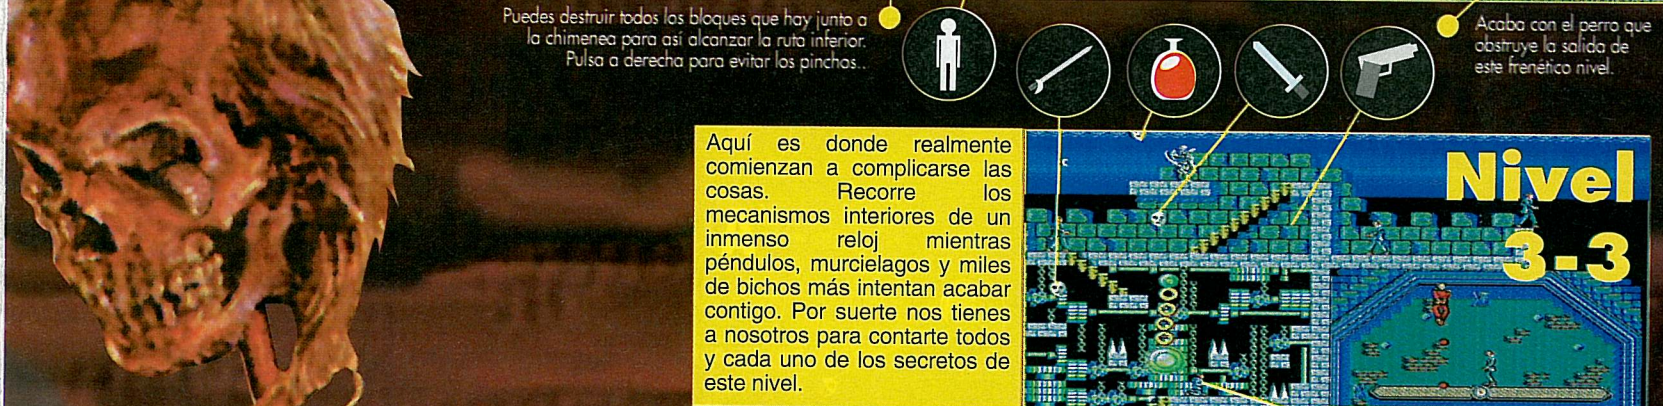 Puedes destruir todos los bloques que hay junto a
la chimenea para así alcanzar la ruta inferior.
Pulsa a derecha para evitar los pinchos..
Acaba con el perro que
obstruye la salida de
este frenético nivel.
Aquí es donde realmente
comienzan a complicarse las
cosas. Recorre los
mecanismos interiores de un
inmenso reloj mientras
péndulos, murcielagos y miles
de bichos más intentan acabar
contigo. Por suerte nos tienes
a nosotros para contarte todos
y cada uno de los secretos de
este nivel.
Nivel
3-3